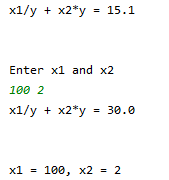 x1/y + x2*y = 15.1
Enter x1 and x2
100 2
x1/y + x2*y = 30.0
x1 = 100, x2 = 2